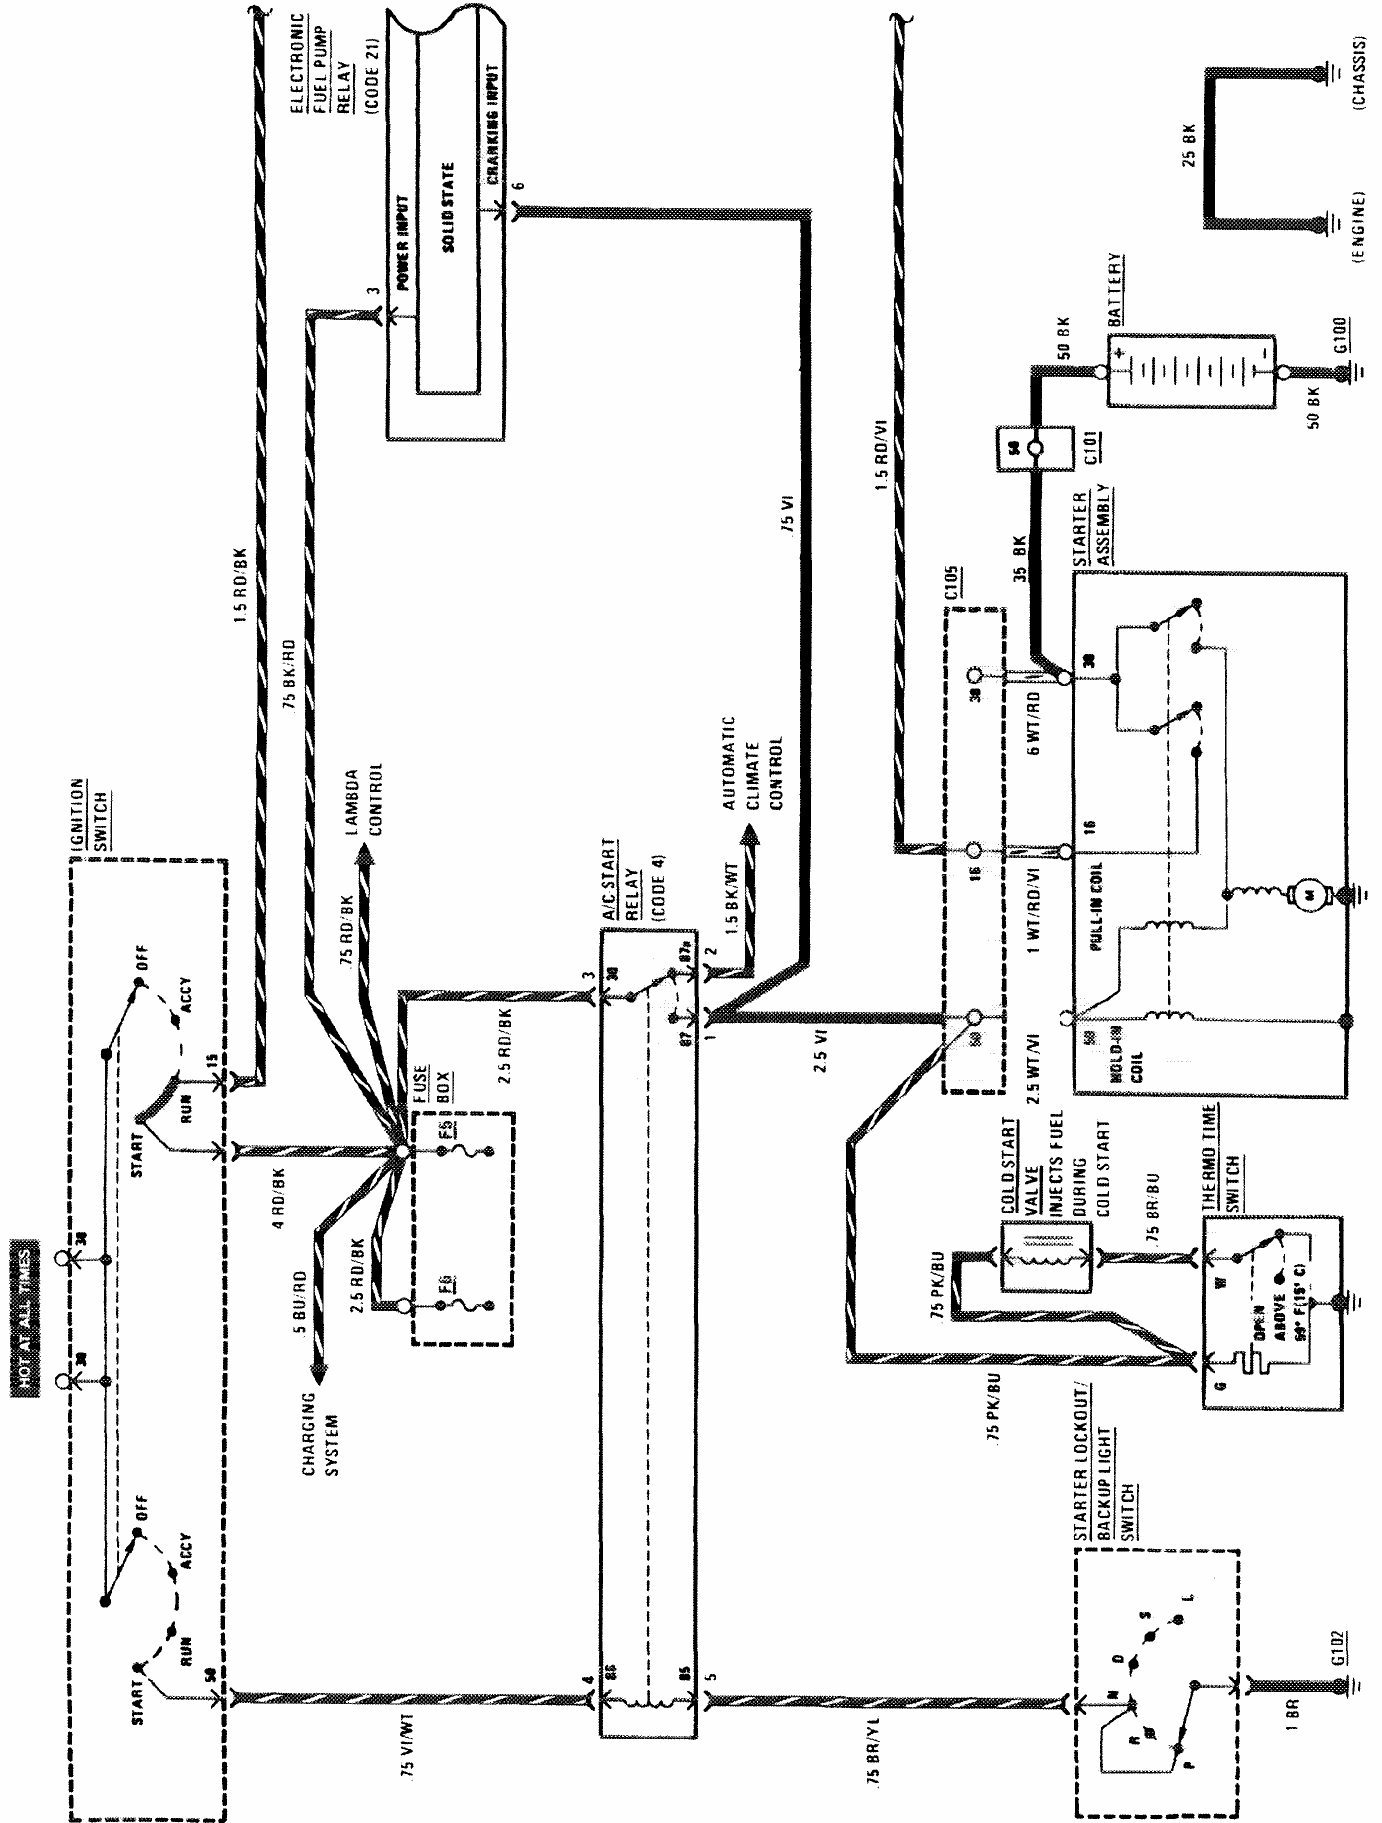 HOT AT ALL TIMES
IGNITION
SWITCH
30
30
START
RUN
ACCY
OFF
50
START
RUN
ACCY
OFF
15
.75 VI/WT
4 RD/BK
1.5 RD/BK
.5 BU/RD
CHARGING
SYSTEM
2.5 RD/BK
FUSE
BOX
F6
F5
.75 RD/BK
LAMBDA
CONTROL
.75 BK/RD
ELECTRONIC
FUEL PUMP
RELAY
(CODE 21)
3
POWER INPUT
SOLID STATE
CRANKING INPUT
6
2.5 RD/BK
A/C START
RELAY
(CODE 4)
4
86
85
5
3
30
87
87a
1
2
1.5 BK/WT
AUTOMATIC
CLIMATE
CONTROL
.75 VI
2.5 VI
1.5 RD/VI
.75 BR/YL
STARTER LOCKOUT/
BACKUP LIGHT
SWITCH
P
R
N
D
S
L
1 BR
G102
.75 PK/BU
.75 PK/BU
COLD START
VALVE
INJECTS FUEL
DURING
COLD START
.75 BR/BU
THERMO TIME
SWITCH
G
W
OPEN
ABOVE
59° F(15° C)
C105
50
16
30
2.5 WT/VI
1 WT/RD/VI
6 WT/RD
35 BK
STARTER
ASSEMBLY
50
16
30
HOLD-IN
COIL
PULL-IN COIL
M
50
C101
50 BK
BATTERY
+
-
50 BK
G100
25 BK
(ENGINE)
(CHASSIS)